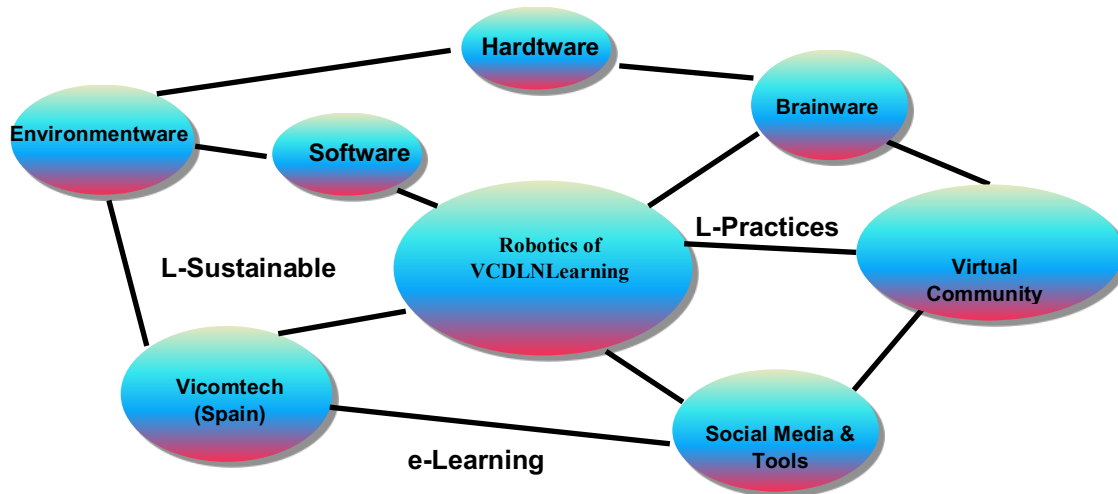 Hardtware
Brainware
Environmentware
Software
L-Practices
Robotics of
VCDLNLearning
L-Sustainable
Virtual
Community
Vicomtech
(Spain)
Social Media &
Tools
e-Learning